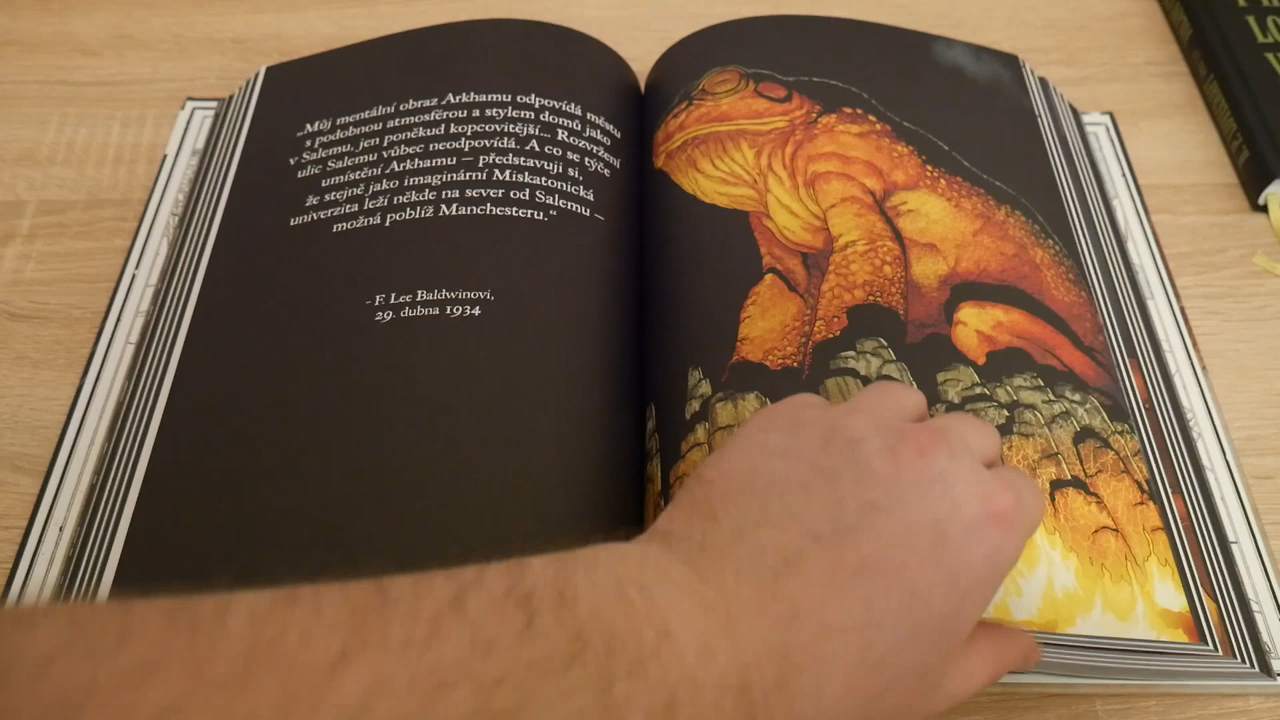 „Můj mentální obraz Arkhamu odpovídá městu
s podobnou atmosférou a stylem domů jako
v Salemu, jen poněkud kopcovitější... Rozvržení
ulic Salemu vůbec neodpovídá. A co se týče
umístění Arkhamu – představuji si,
že stejně jako imaginární Miskatonická
univerzita leží někde na sever od Salemu –
možná poblíž Manchesteru.“
- F. Lee Baldwinovi,
29. dubna 1934